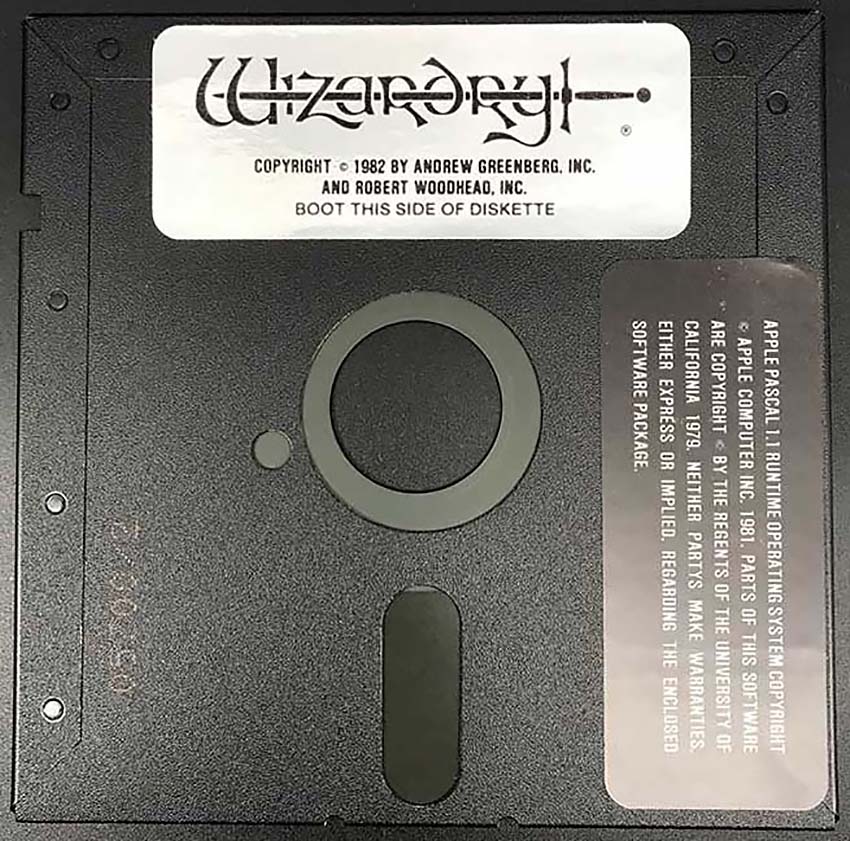 Wizardry
®
COPYRIGHT © 1982 BY ANDREW GREENBERG, INC.
AND ROBERT WOODHEAD, INC.
BOOT THIS SIDE OF DISKETTE
APPLE PASCAL 1.1 RUNTIME OPERATING SYSTEM COPYRIGHT
© APPLE COMPUTER INC. 1981. PARTS OF THIS SOFTWARE
ARE COPYRIGHT © BY THE REGENTS OF THE UNIVERSITY OF
CALIFORNIA 1979. NEITHER PARTYS MAKE WARRANTIES,
EITHER EXPRESS OR IMPLIED, REGARDING THE ENCLOSED
SOFTWARE PACKAGE.